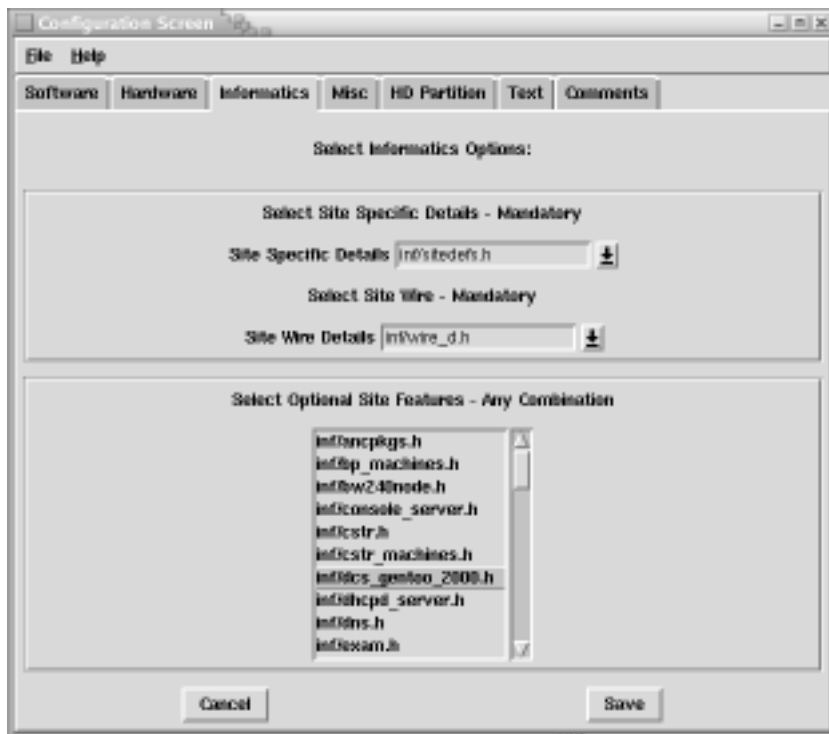 Configuration Screen
File Help
Software Hardware Informatics Misc HD Partition Text Comments
Select Informatics Options:
Select Site Specific Details - Mandatory
Site Specific Details inf/sitedefs.h
Select Site Wire - Mandatory
Site Wire Details inf/wire_d.h
Select Optional Site Features - Any Combination
inf/ancpkgs.h
inf/bp_machines.h
inf/bw240node.h
inf/console_server.h
inf/cstr.h
inf/cstr_machines.h
inf/dcs_gentoo_2000.h
inf/dhcpd_server.h
inf/dns.h
inf/exam.h
Cancel Save